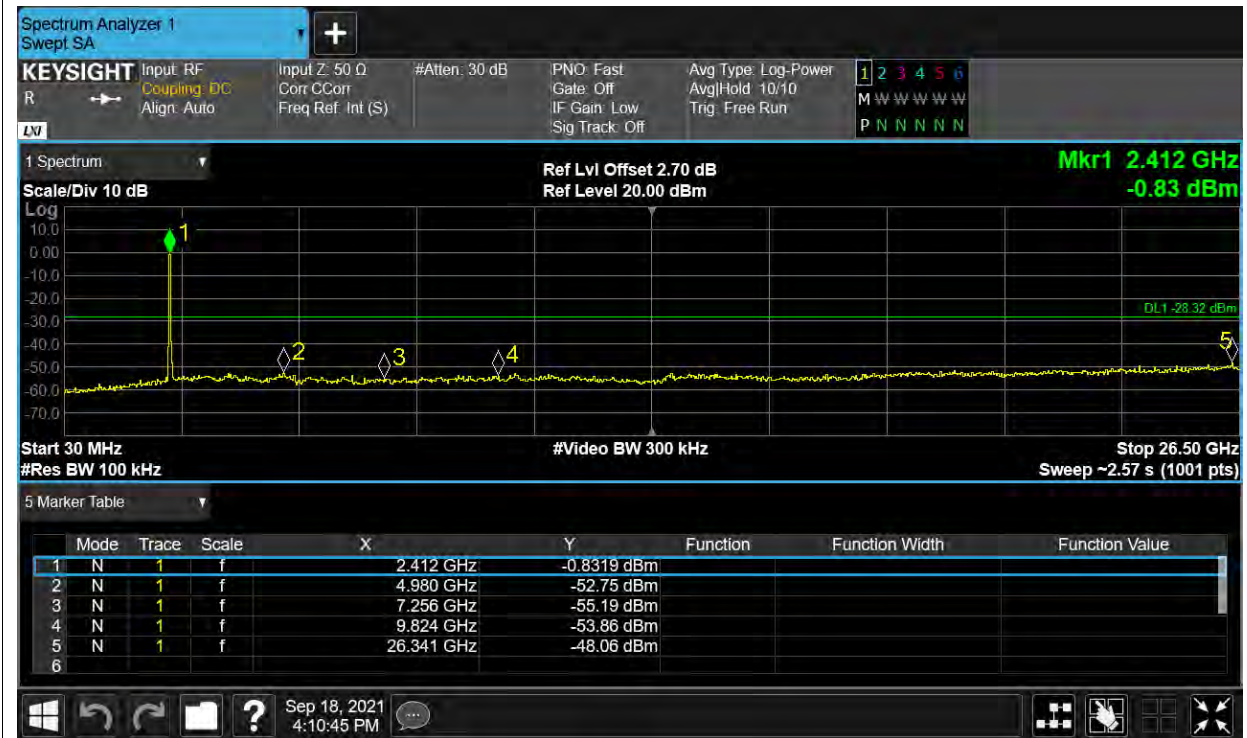 Spectrum Analyzer 1
Swept SA
KEYSIGHT Input: RF Input Z: 50 Ω #Atten: 30 dB PNO: Fast Avg Type: Log-Power 1 2 3 4 5 6
R Coupling: DC Corr CCorr Gate: Off Avg|Hold: 10/10 M W W W W W
Align: Auto Freq Ref: Int (S) IF Gain: Low Trig: Free Run
LXI Sig Track: Off P N N N N N N
1 Spectrum Ref Lvl Offset 2.70 dB Mkr1 2.412 GHz
Scale/Div 10 dB Ref Level 20.00 dBm -0.83 dBm
Log
10.0 1
0.00
-10.0
-20.0
DL1 -28.32 dBm
-30.0
-40.0 2 3 4 5
-50.0
-60.0
-70.0
Start 30 MHz #Video BW 300 kHz Stop 26.50 GHz
#Res BW 100 kHz Sweep ~2.57 s (1001 pts)
5 Marker Table
Mode Trace Scale X Y Function Function Width Function Value
1 N 1 f 2.412 GHz -0.8319 dBm
2 N 1 f 4.980 GHz -52.75 dBm
3 N 1 f 7.256 GHz -55.19 dBm
4 N 1 f 9.824 GHz -53.86 dBm
5 N 1 f 26.341 GHz -48.06 dBm
6
? Sep 18, 2021
4:10:45 PM